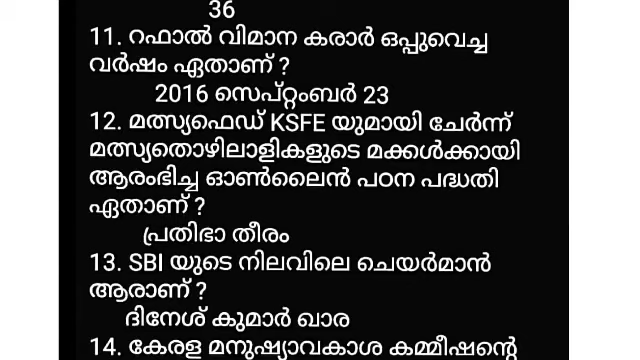 36
11. റഫാൽ വിമാന കരാർ ഒപ്പുവെച്ച
വർഷം ഏതാണ് ?
2016 സെപ്റ്റംബർ 23
12. മത്സ്യഫെഡ് KSFE യുമായി ചേർന്ന്
മത്സ്യതൊഴിലാളികളുടെ മക്കൾക്കായി
ആരംഭിച്ച ഓൺലൈൻ പഠന പദ്ധതി
ഏതാണ് ?
പ്രതിഭാ തീരം
13. SBI യുടെ നിലവിലെ ചെയർമാൻ
ആരാണ് ?
ദിനേശ് കുമാർ ഖാര
14. കേരള മനുഷ്യാവകാശ കമ്മീഷന്റെ